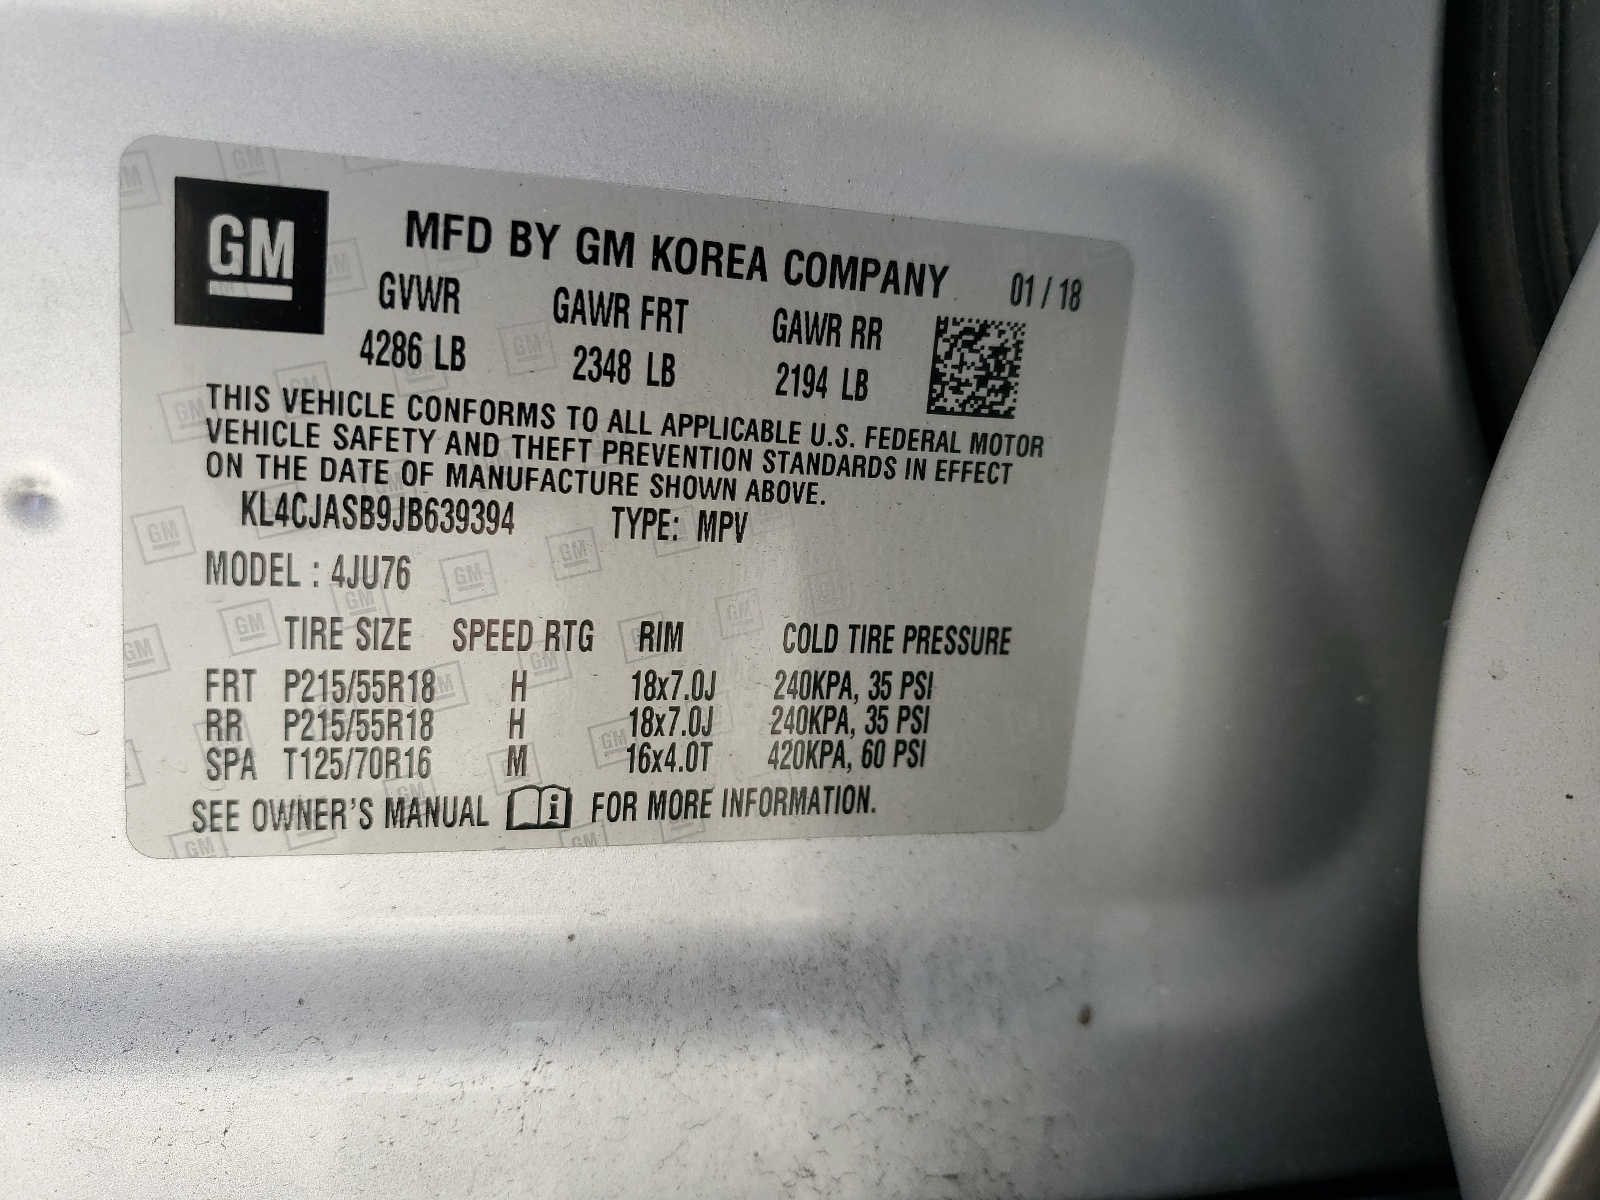 GM
MFD BY GM KOREA COMPANY 01 / 18
GVWR GAWR FRT GAWR RR
4286 LB 2348 LB 2194 LB
THIS VEHICLE CONFORMS TO ALL APPLICABLE U.S. FEDERAL MOTOR
VEHICLE SAFETY AND THEFT PREVENTION STANDARDS IN EFFECT
ON THE DATE OF MANUFACTURE SHOWN ABOVE.
KL4CJASB9JB639394 TYPE: MPV
MODEL : 4JU76
TIRE SIZE SPEED RTG RIM COLD TIRE PRESSURE
FRT P215/55R18 H 18x7.0J 240KPA, 35 PSI
RR P215/55R18 H 18x7.0J 240KPA, 35 PSI
SPA T125/70R16 M 16x4.0T 420KPA, 60 PSI
SEE OWNER'S MANUAL i FOR MORE INFORMATION.